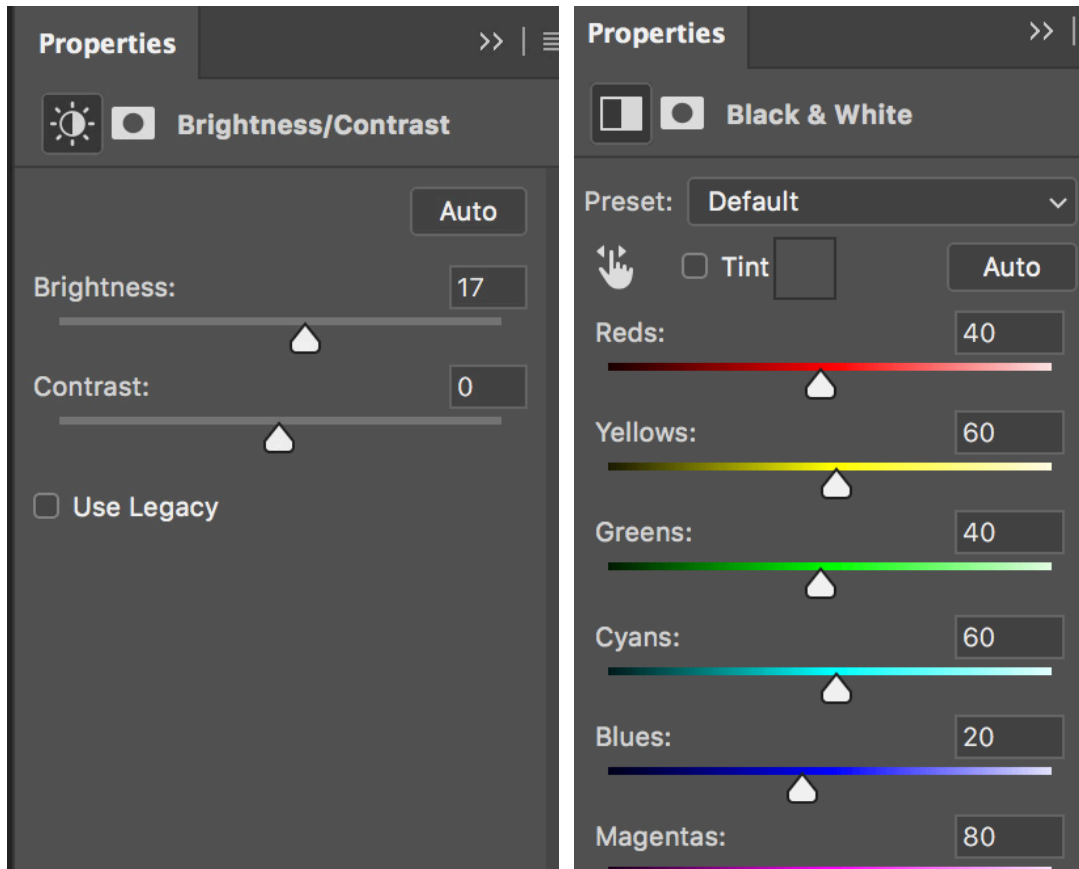 Properties
Brightness/Contrast
Auto
Brightness: 17
Contrast: 0
Use Legacy
Properties
Black & White
Preset: Default
Tint Auto
Reds: 40
Yellows: 60
Greens: 40
Cyans: 60
Blues: 20
Magentas: 80